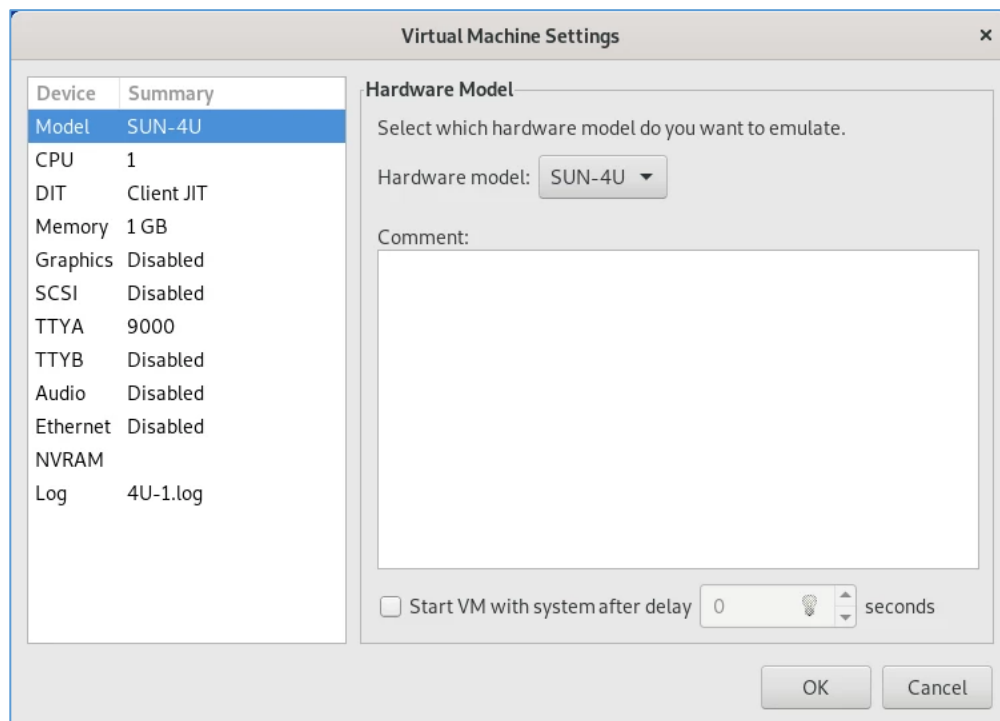 Virtual Machine Settings
Device Summary
Model SUN-4U
CPU 1
DIT Client JIT
Memory 1 GB
Graphics Disabled
SCSI Disabled
TTYA 9000
TTYB Disabled
Audio Disabled
Ethernet Disabled
NVRAM
Log 4U-1.log
Hardware Model
Select which hardware model do you want to emulate.
Hardware model: SUN-4U
Comment:
Start VM with system after delay 0 seconds
OK Cancel